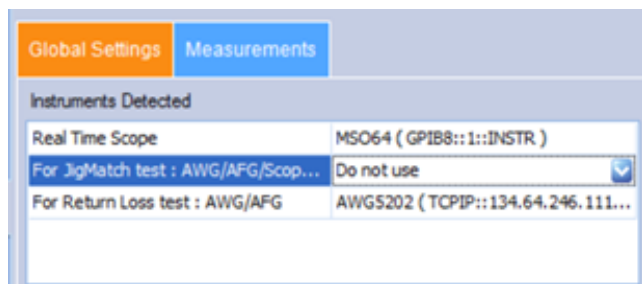 Global Settings Measurements
Instruments Detected
Real Time Scope MSO64 ( GPIB8::1::INSTR )
For JigMatch test : AWG/AFG/Scop... Do not use
For Return Loss test : AWG/AFG AWG5202 ( TCPIP::134.64.246.111...